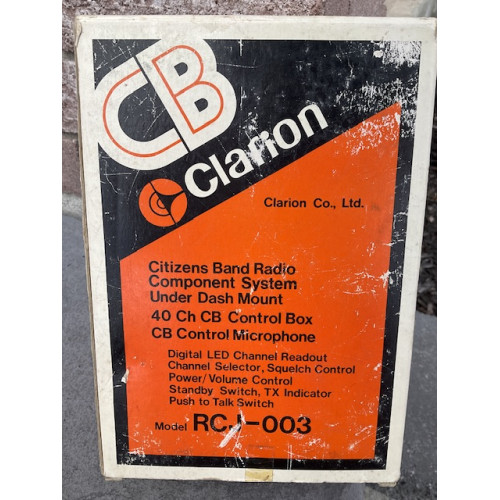 CB
Clarion
Clarion Co., Ltd.
Citizens Band Radio
Component System
Under Dash Mount
40 Ch CB Control Box
CB Control Microphone
Digital LED Channel Readout
Channel Selector, Squelch Control
Power/Volume Control
Standby Switch, TX Indicator
Push to Talk Switch
Model RCJ-003